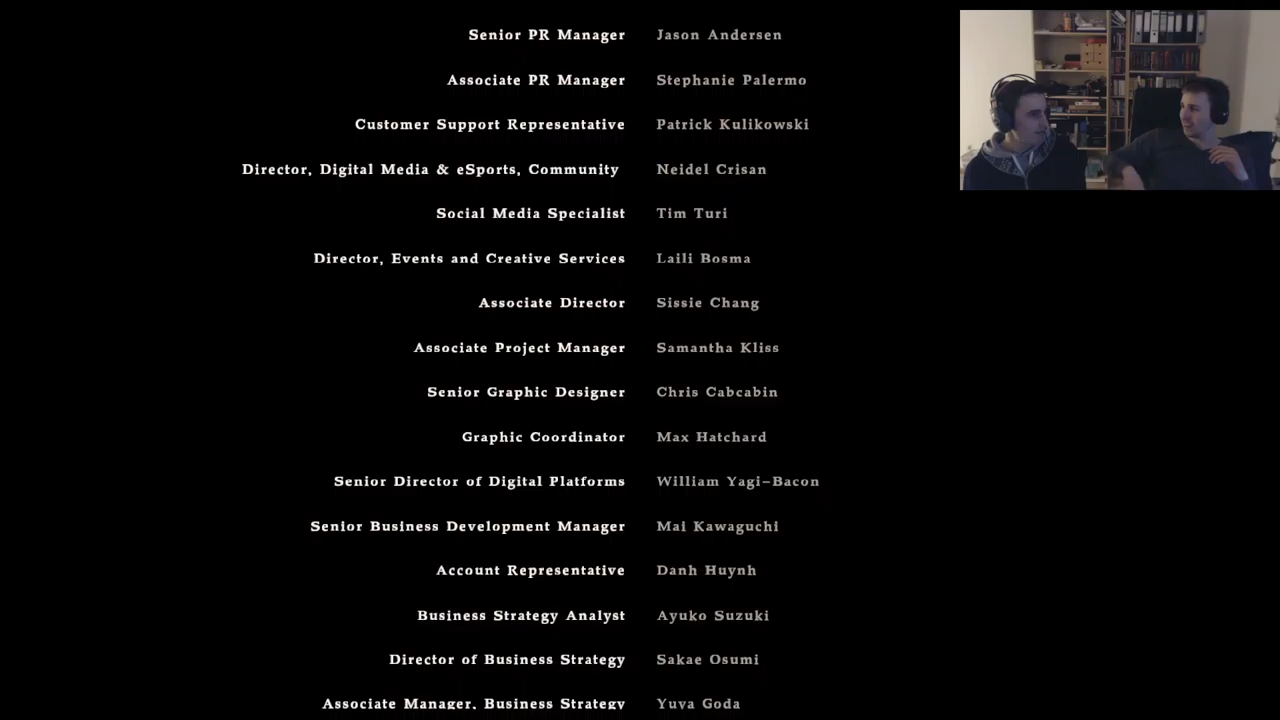 Senior PR Manager Jason Andersen
Associate PR Manager Stephanie Palermo
Customer Support Representative Patrick Kulikowski
Director, Digital Media & eSports, Community Neidel Crisan
Social Media Specialist Tim Turi
Director, Events and Creative Services Laili Bosma
Associate Director Sissie Chang
Associate Project Manager Samantha Kliss
Senior Graphic Designer Chris Cabcabin
Graphic Coordinator Max Hatchard
Senior Director of Digital Platforms William Yagi-Bacon
Senior Business Development Manager Mai Kawaguchi
Account Representative Danh Huynh
Business Strategy Analyst Ayuko Suzuki
Director of Business Strategy Sakae Osumi
Associate Manager, Business Strategy Yuya Goda